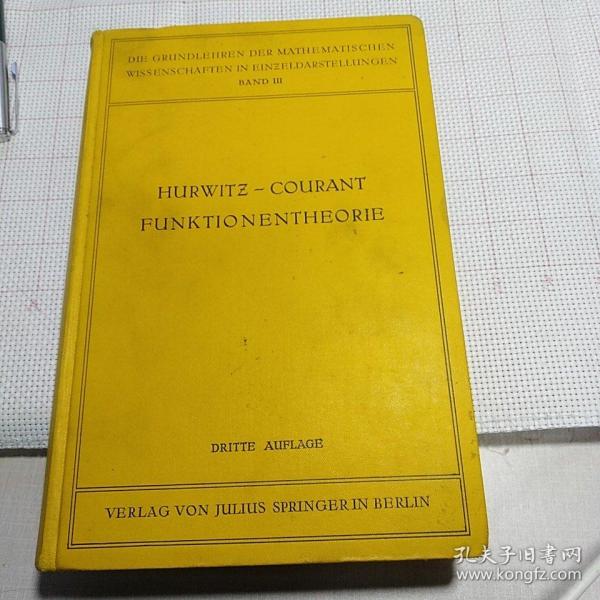 DIE GRUNDLEHREN DER MATHEMATISCHEN
WISSENSCHAFTEN IN EINZELDARSTELLUNGEN
BAND III
HURWITZ – COURANT
FUNKTIONENTHEORIE
DRITTE AUFLAGE
VERLAG VON JULIUS SPRINGER IN BERLIN
孔夫子旧书网
www.kongfz.com